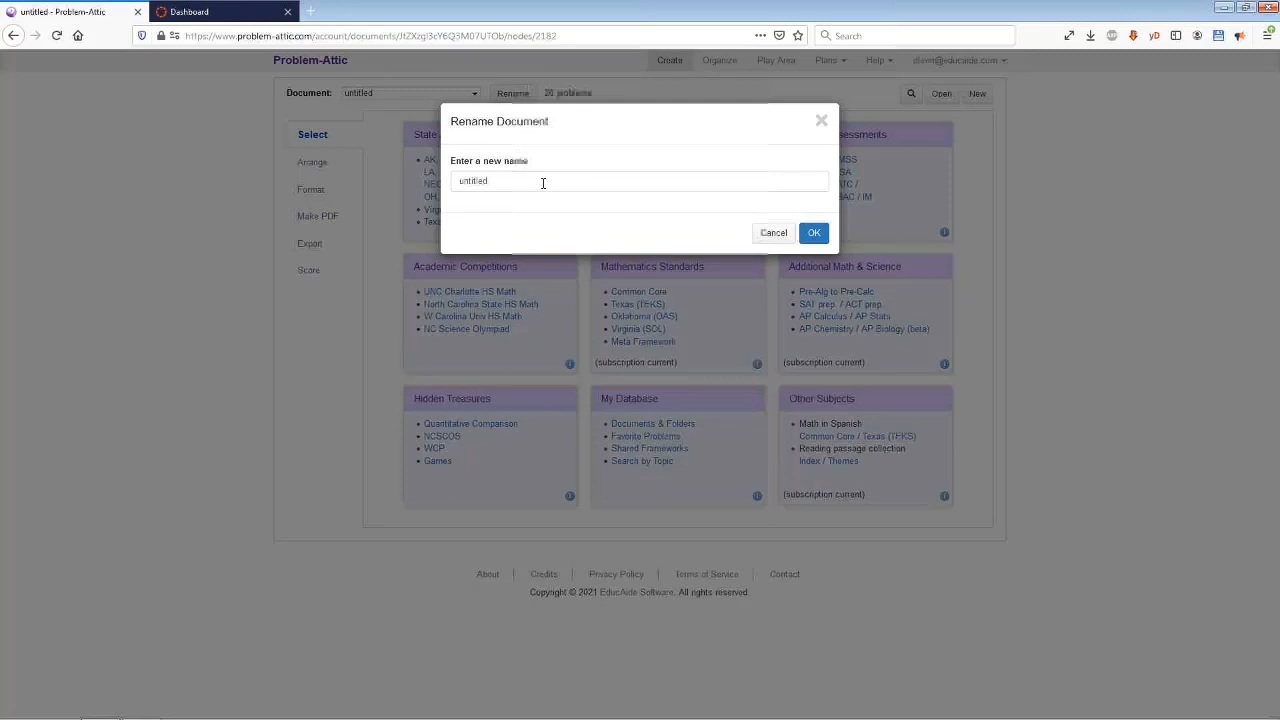 untitled - Problem-Attic
Dashboard
https://www.problem-attic.com/account/documents/JtZXzgl3cY6Q3M07UTOb/nodes/2182
Search
Problem-Attic
Create Organize Play Area Plans Help
Document: untitled Rename 20 problems Open New
Rename Document
Enter a new name
untitled
Cancel OK
Select
Arrange
Format
Make PDF
Export
Score
State
AK,
LA,
OH,
essments
MSS
Academic Competitions
UNC Charlotte HS Math
North Carolina State HS Math
W Carolina Univ HS Math
NC Science Olympiad
Mathematics Standards
Common Core
Texas (TEKS)
Oklahoma (OAS)
Virginia (SOL)
Meta Framework
(subscription current)
Additional Math & Science
Pre-Alg to Pre-Calc
SAT prep. / ACT prep.
AP Calculus / AP Stats
AP Chemistry / AP Biology (beta)
(subscription current)
Hidden Treasures
Quantitative Comparison
NCSCOS
WCP
Games
My Database
Documents & Folders
Favorite Problems
Shared Frameworks
Search by Topic
Other Subjects
Math in Spanish
Common Core / Texas (TEKS)
Reading passage collection
Index / Themes
(subscription current)
About Credits Privacy Policy Terms of Service Contact
Copyright © 2021 EducAide Software. All rights reserved.